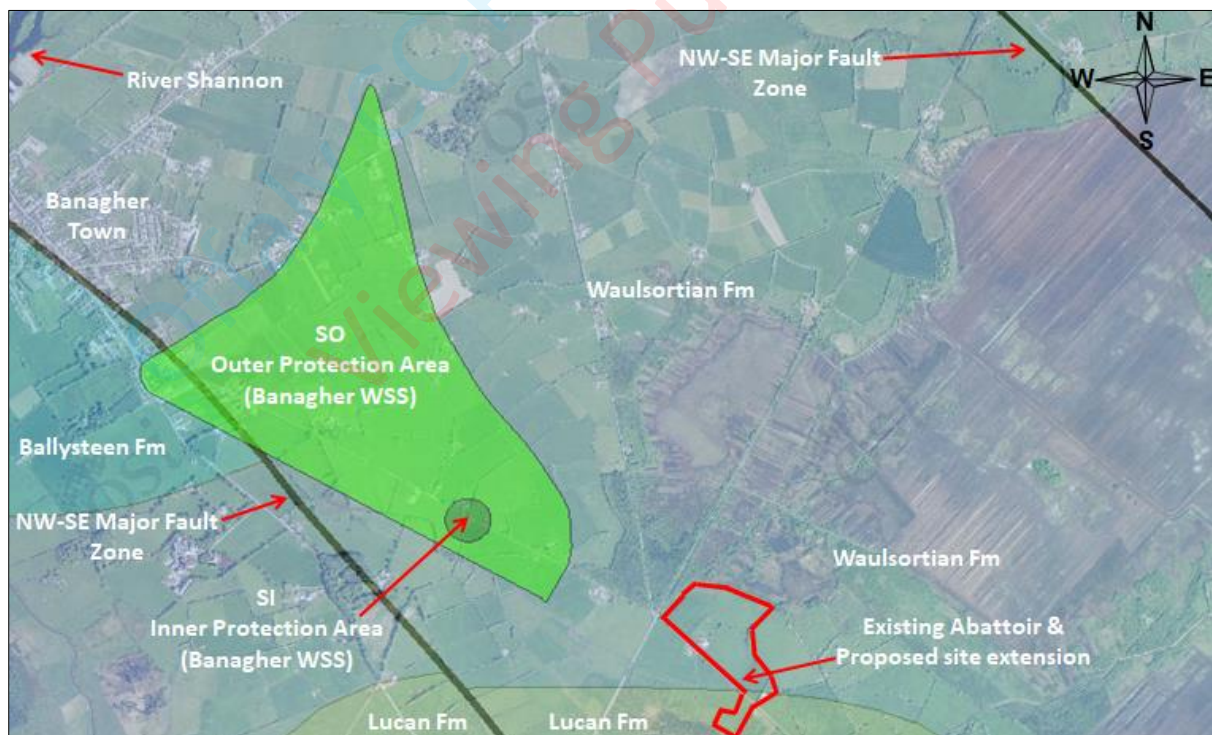 NW-SE Major Fault
Zone
N
W E
S
River Shannon
Banagher
Town
Waulsortian Fm
SO
Outer Protection Area
(Banagher WSS)
Ballysteen Fm
NW-SE Major Fault
Zone
Waulsortian Fm
SI
Inner Protection Area
(Banagher WSS)
Existing Abattoir &
Proposed site extension
Lucan Fm
Lucan Fm